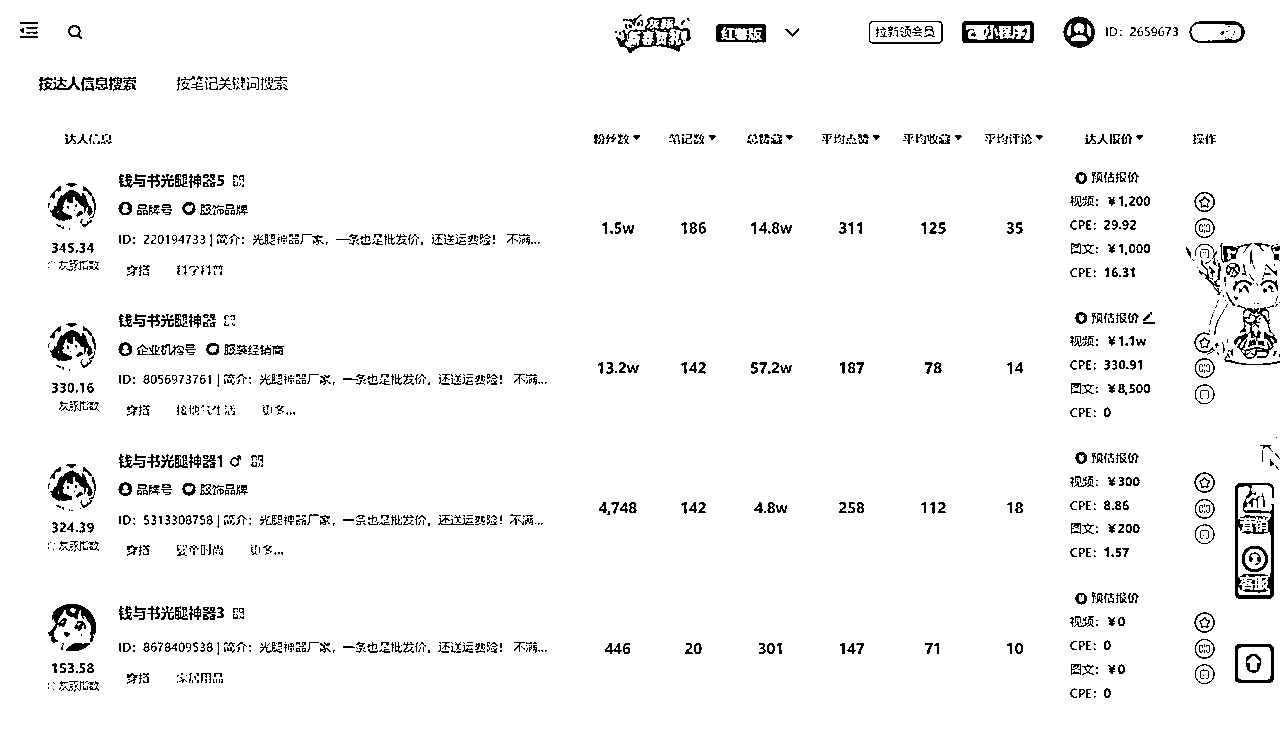 红薯版
拉新领会员
小程序
ID: 2659673
按达人信息搜索
按笔记关键词搜索
达人信息 粉丝数 笔记数 总赞藏 平均点赞 平均收藏 平均评论 达人报价 操作
钱与书光腿神器5
品牌号 服饰品牌
ID: 220194733 | 简介: 光腿神器厂家，一条也是批发价，还送运费险！ 不满...
穿搭
345.34
灰豚指数
1.5w 186 14.8w 311 125 35
预估报价
视频: ￥1,200
CPE: 29.92
图文: ￥1,000
CPE: 16.31
钱与书光腿神器
企业机构号 服装经销商
ID: 8056973761 | 简介: 光腿神器厂家，一条也是批发价，还送运费险！ 不满...
穿搭 接地气生活 更多...
330.16
灰豚指数
13.2w 142 57.2w 187 78 14
预估报价
视频: ￥1.1w
CPE: 330.91
图文: ￥8,500
CPE: 0
钱与书光腿神器1
品牌号 服饰品牌
ID: 5313308758 | 简介: 光腿神器厂家，一条也是批发价，还送运费险！不满...
穿搭 婴童时尚 更多...
324.39
灰豚指数
4,748 142 4.8w 258 112 18
预估报价
视频: ￥300
CPE: 8.86
图文: ￥200
CPE: 1.57
钱与书光腿神器3
ID: 8678409538 | 简介: 光腿神器厂家，一条也是批发价，还送运费险！ 不满...
穿搭 家居用品
153.58
灰豚指数
446 20 301 147 71 10
预估报价
视频: ￥0
CPE: 0
图文: ￥0
CPE: 0
营销
客服